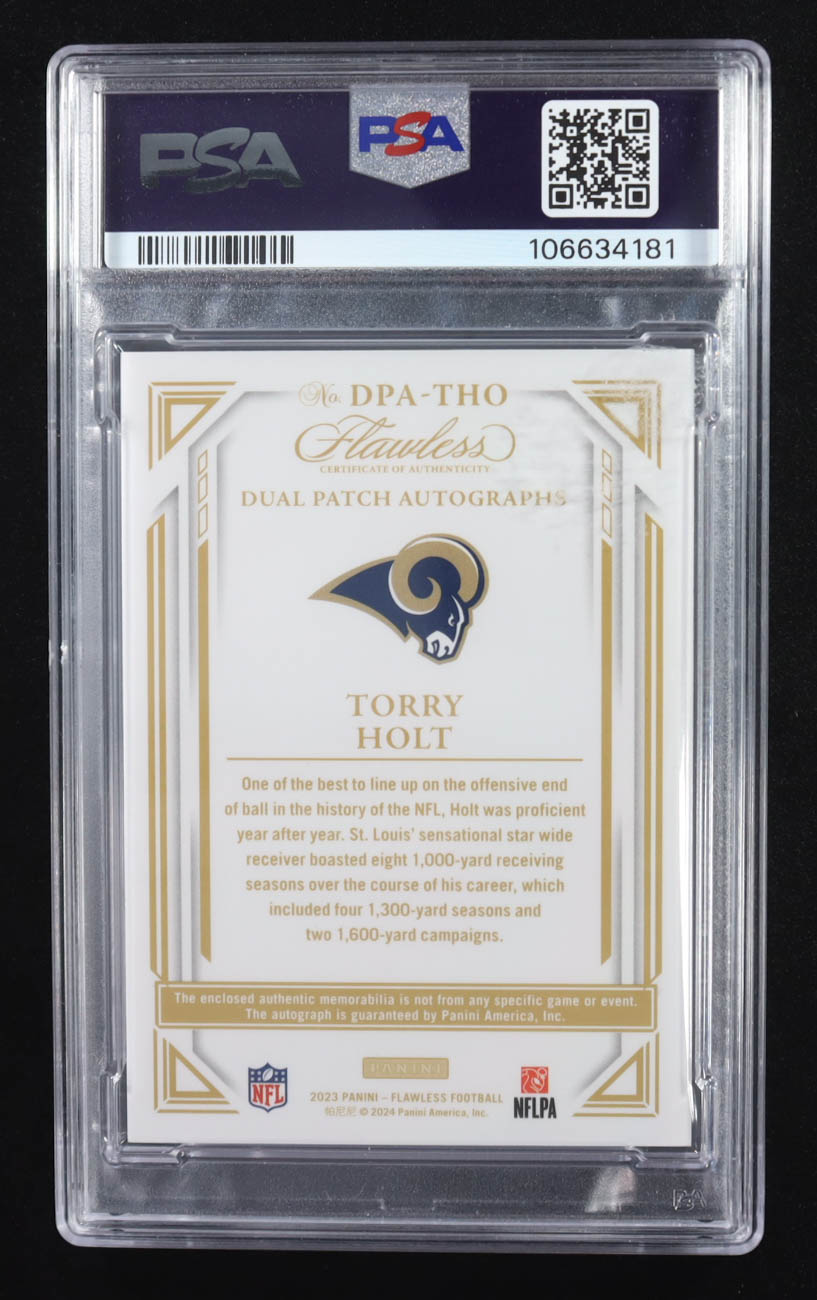 PSA
PSA
106634181
No. DPA-THO
Flawless
CERTIFICATE OF AUTHENTICITY
DUAL PATCH AUTOGRAPHS
TORRY
HOLT
One of the best to line up on the offensive end
of ball in the history of the NFL, Holt was proficient
year after year. St. Louis' sensational star wide
receiver boasted eight 1,000-yard receiving
seasons over the course of his career, which
included four 1,300-yard seasons and
two 1,600-yard campaigns.
The enclosed authentic memorabilia is not from any specific game or event.
The autograph is guaranteed by Panini America, Inc.
NFL
PANINI
2023 PANINI – FLAWLESS FOOTBALL
帕尼尼 © 2024 Panini America, Inc.
NFLPA
PSA